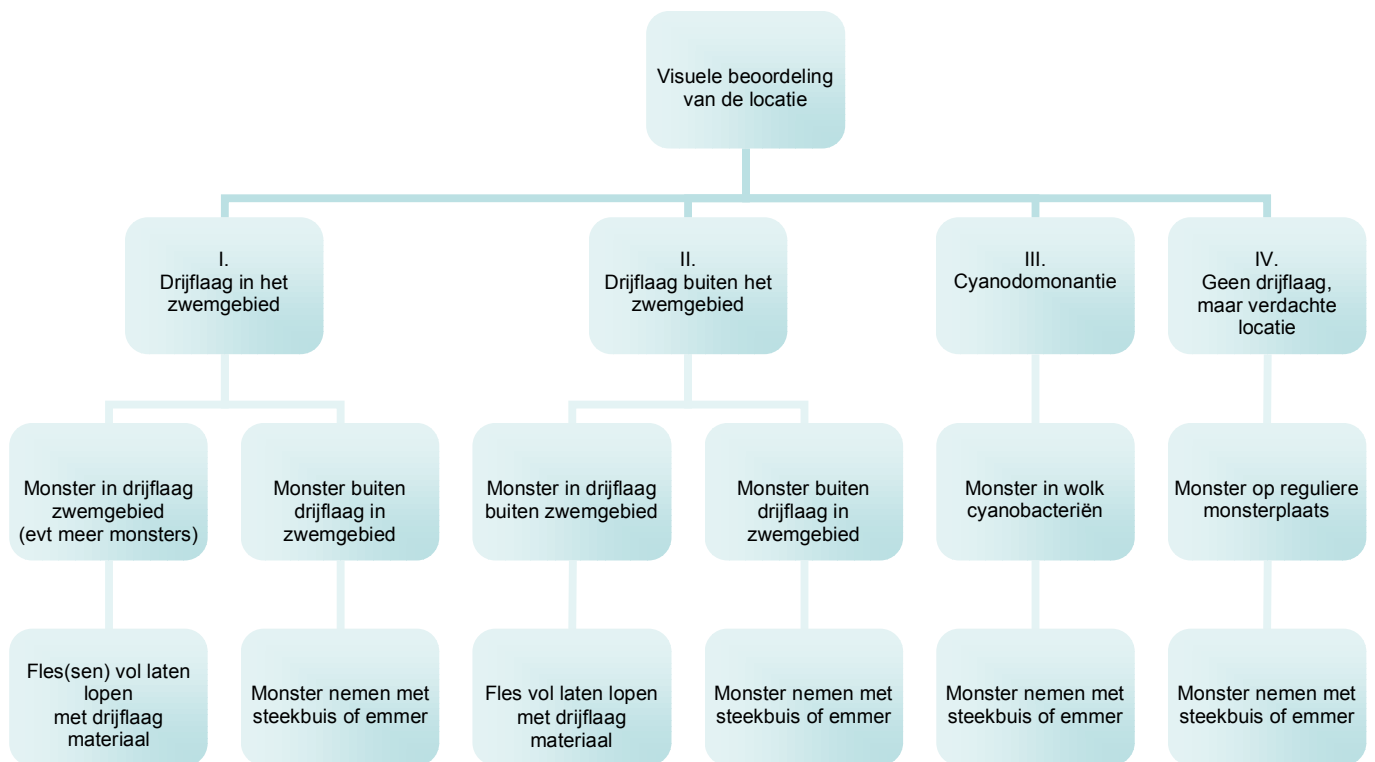 Visuele beoordeling
van de locatie
I.
Drijflaag in het
zwemgebied
II.
Drijflaag buiten het
zwemgebied
III.
Cyanodomonantie
IV.
Geen drijflaag,
maar verdachte
locatie
Monster in drijflaag
zwemgebied
(evt meer monsters)
Monster buiten
drijflaag in
zwemgebied
Monster in drijflaag
buiten zwemgebied
Monster buiten
drijflaag in
zwemgebied
Monster in wolk
cyanobacteriën
Monster op reguliere
monsterplaats
Fles(sen) vol laten
lopen
met drijflaag
materiaal
Monster nemen met
steekbuis of emmer
Fles vol laten lopen
met drijflaag
materiaal
Monster nemen met
steekbuis of emmer
Monster nemen met
steekbuis of emmer
Monster nemen met
steekbuis of emmer